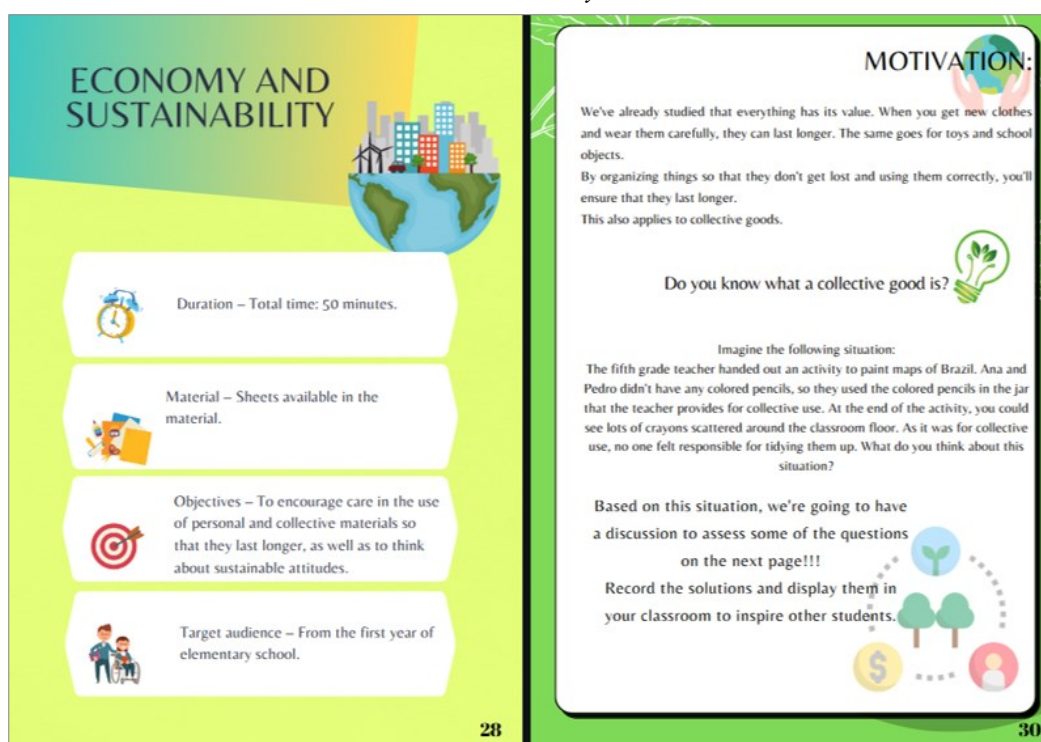 ECONOMY AND
SUSTAINABILITY
Duration – Total time: 50 minutes.
Material – Sheets available in the
material.
Objectives – To encourage care in the use
of personal and collective materials so
that they last longer, as well as to think
about sustainable attitudes.
Target audience – From the first year of
elementary school.
28
MOTIVATION:
We've already studied that everything has its value. When you get new clothes
and wear them carefully, they can last longer. The same goes for toys and school
objects.
By organizing things so that they don't get lost and using them correctly, you'll
ensure that they last longer.
This also applies to collective goods.
Do you know what a collective good is?
Imagine the following situation:
The fifth grade teacher handed out an activity to paint maps of Brazil. Ana and
Pedro didn't have any colored pencils, so they used the colored pencils in the jar
that the teacher provides for collective use. At the end of the activity, you could
see lots of crayons scattered around the classroom floor. As it was for collective
use, no one felt responsible for tidying them up. What do you think about this
situation?
Based on this situation, we're going to have
a discussion to assess some of the questions
on the next page!!!
Record the solutions and display them in
your classroom to inspire other students.
$
30